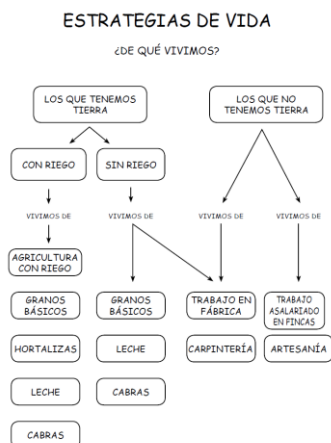 ESTRATEGIAS DE VIDA
¿DE QUÉ VIVIMOS?
LOS QUE TENEMOS
TIERRA
LOS QUE NO
TENEMOS TIERRA
CON RIEGO
SIN RIEGO
VIVIMOS DE
VIVIMOS DE
VIVIMOS DE
VIVIMOS DE
AGRICULTURA
CON RIEGO
GRANOS
BÁSICOS
GRANOS
BÁSICOS
TRABAJO EN
FÁBRICA
TRABAJO
ASALARIADO
EN FINCAS
HORTALIZAS
LECHE
CARPINTERÍA
ARTESANÍA
LECHE
CABRAS
CABRAS